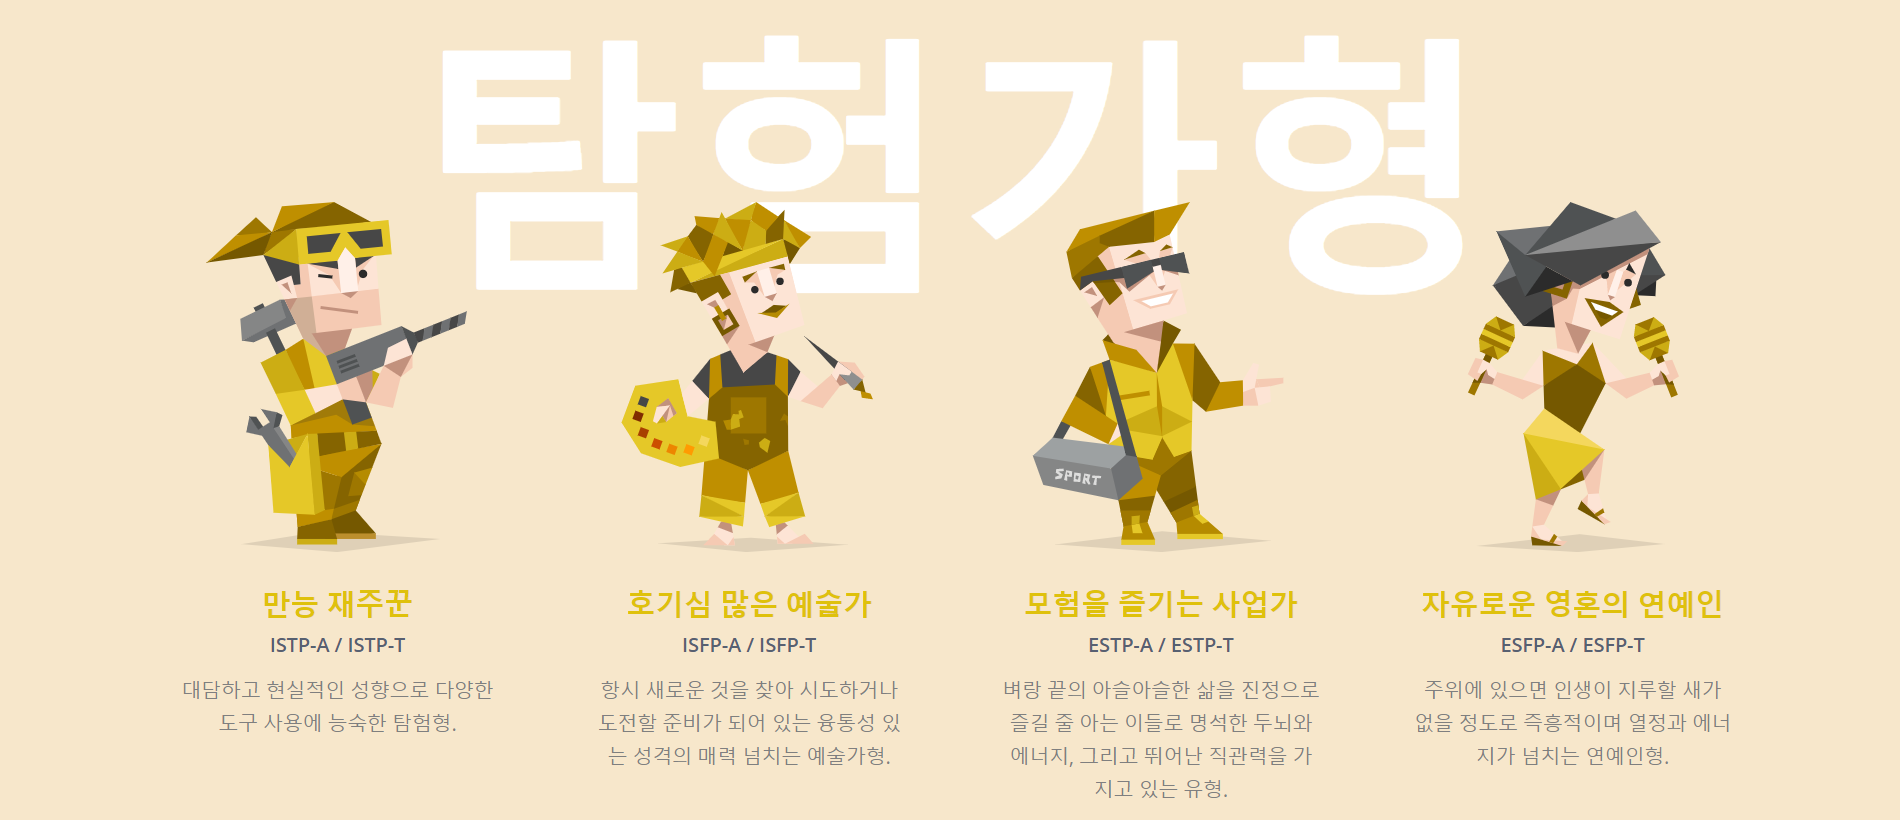 탐험가형
SPORT
만능 재주꾼
ISTP-A / ISTP-T
대담하고 현실적인 성향으로 다양한
도구 사용에 능숙한 탐험형.
호기심 많은 예술가
ISFP-A / ISFP-T
항시 새로운 것을 찾아 시도하거나
도전할 준비가 되어 있는 융통성 있
는 성격의 매력 넘치는 예술가형.
모험을 즐기는 사업가
ESTP-A / ESTP-T
벼랑 끝의 아슬아슬한 삶을 진정으로
즐길 줄 아는 이들로 명석한 두뇌와
에너지, 그리고 뛰어난 직관력을 가
지고 있는 유형.
자유로운 영혼의 연예인
ESFP-A / ESFP-T
주위에 있으면 인생이 지루할 새가
없을 정도로 즉흥적이며 열정과 에너
지가 넘치는 연예인형.